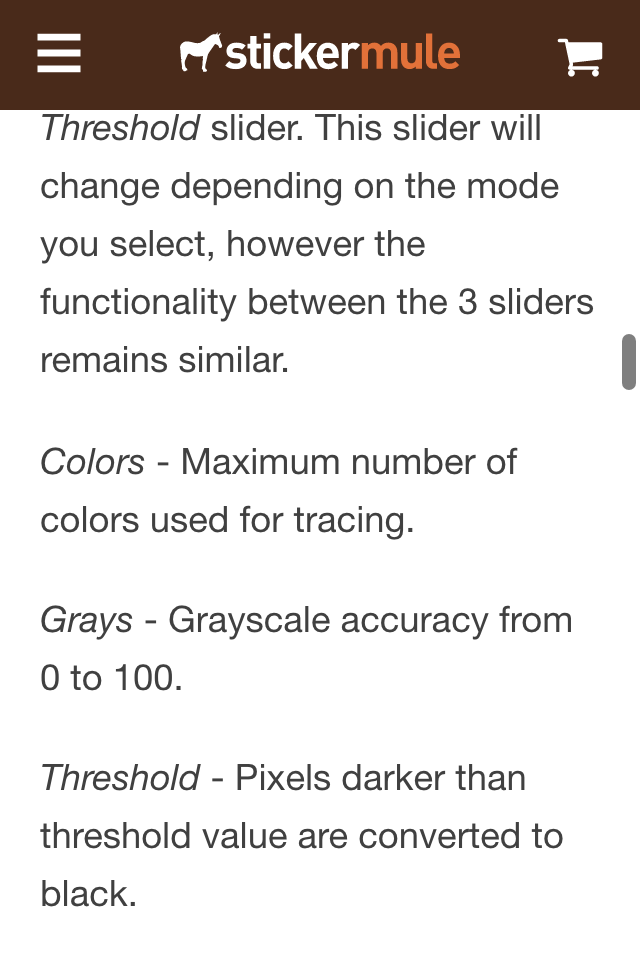 stickermule
Threshold slider. This slider will
change depending on the mode
you select, however the
functionality between the 3 sliders
remains similar.
Colors - Maximum number of
colors used for tracing.
Grays - Grayscale accuracy from
0 to 100.
Threshold - Pixels darker than
threshold value are converted to
black.